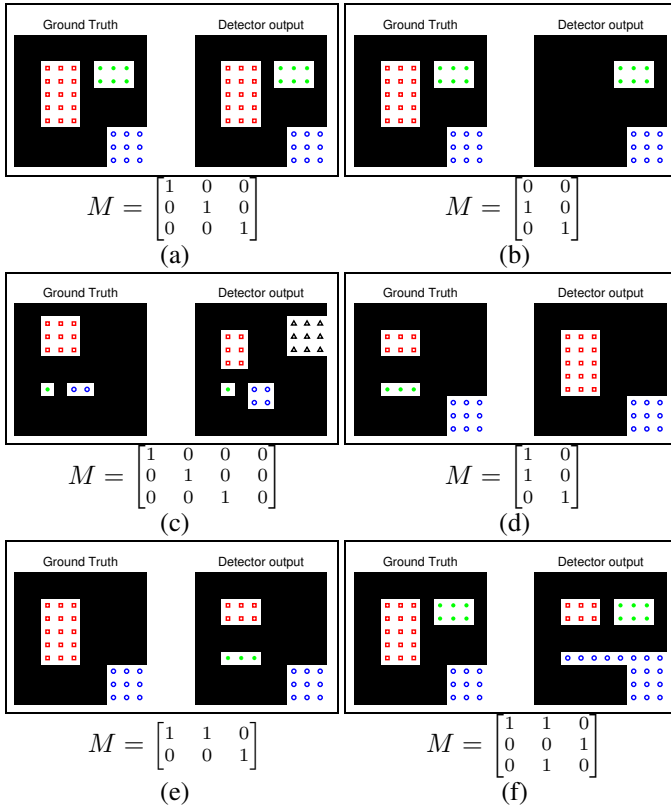 Ground Truth Detector output Ground Truth Detector output
M = [1 0 0
0 1 0
0 0 1]
(a)
M = [0 0
1 0
0 1]
(b)
Ground Truth Detector output Ground Truth Detector output
M = [1 0 0 0
0 1 0 0
0 0 1 0]
(c)
M = [1 0
1 0
0 1]
(d)
Ground Truth Detector output Ground Truth Detector output
M = [1 1 0
0 0 1]
(e)
M = [1 1 0
0 0 1
0 1 0]
(f)